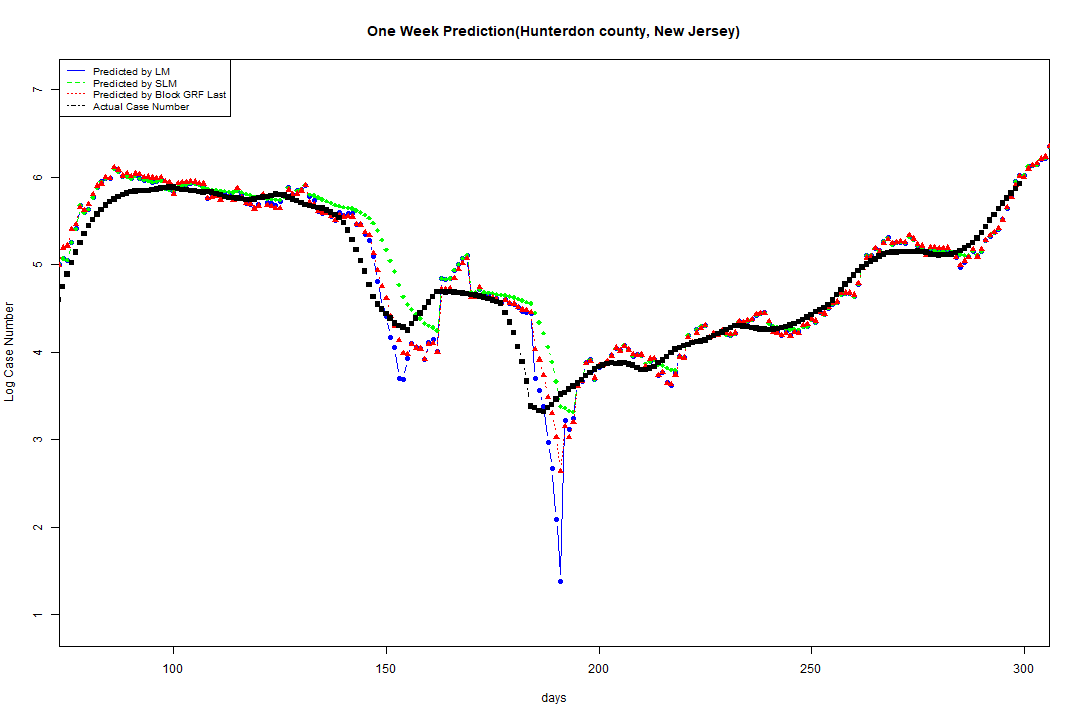 One Week Prediction(Hunterdon county, New Jersey)
Predicted by LM
Predicted by SLM
Predicted by Block GRF Last
Actual Case Number
Log Case Number
7
6
5
4
3
2
1
100 150 200 250 300
days